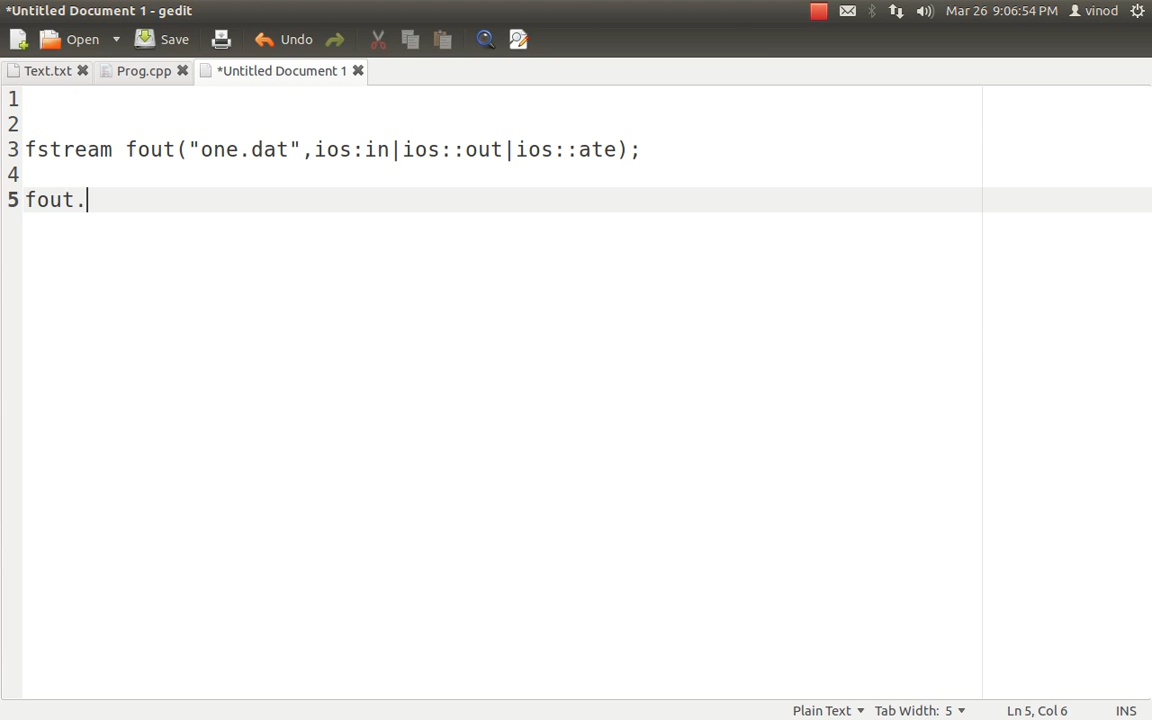 *Untitled Document 1 - gedit
Mar 26 9:06:54 PM vinod
Open Save Undo
Text.txt Prog.cpp *Untitled Document 1
1
2
3 fstream fout("one.dat",ios:in|ios::out|ios::ate);
4
5 fout.
Plain Text Tab Width: 5 Ln 5, Col 6 INS